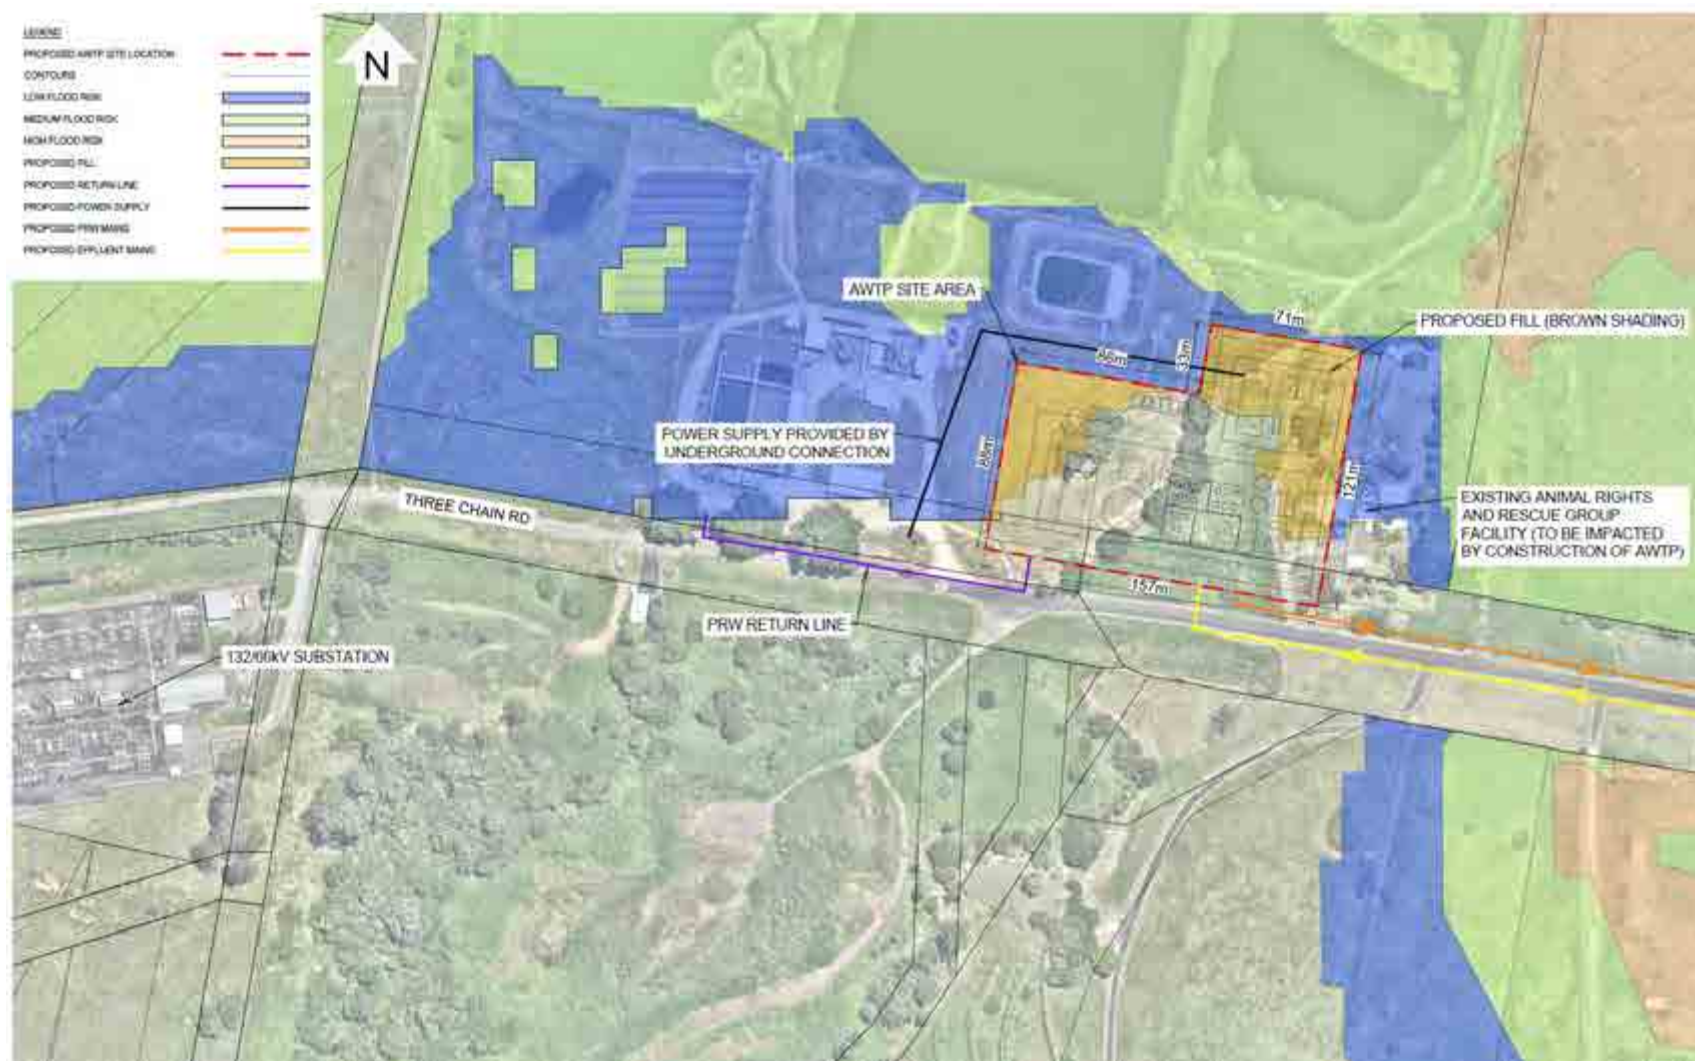 LEGEND
PROPOSED AWTP SITE LOCATION
CONTOURS
LOW FLOOD RISK
MEDIUM FLOOD RISK
HIGH FLOOD RISK
PROPOSED FILL
PROPOSED RETURN LINE
PROPOSED POWER SUPPLY
PROPOSED PRW MAINS
PROPOSED EFFLUENT MAINS
N
AWTP SITE AREA
71m
PROPOSED FILL (BROWN SHADING)
33m
POWER SUPPLY PROVIDED BY
UNDERGROUND CONNECTION
88m
121m
THREE CHAIN RD
EXISTING ANIMAL RIGHTS
AND RESCUE GROUP
FACILITY (TO BE IMPACTED
BY CONSTRUCTION OF AWTP)
157m
PRW RETURN LINE
132/66kV SUBSTATION